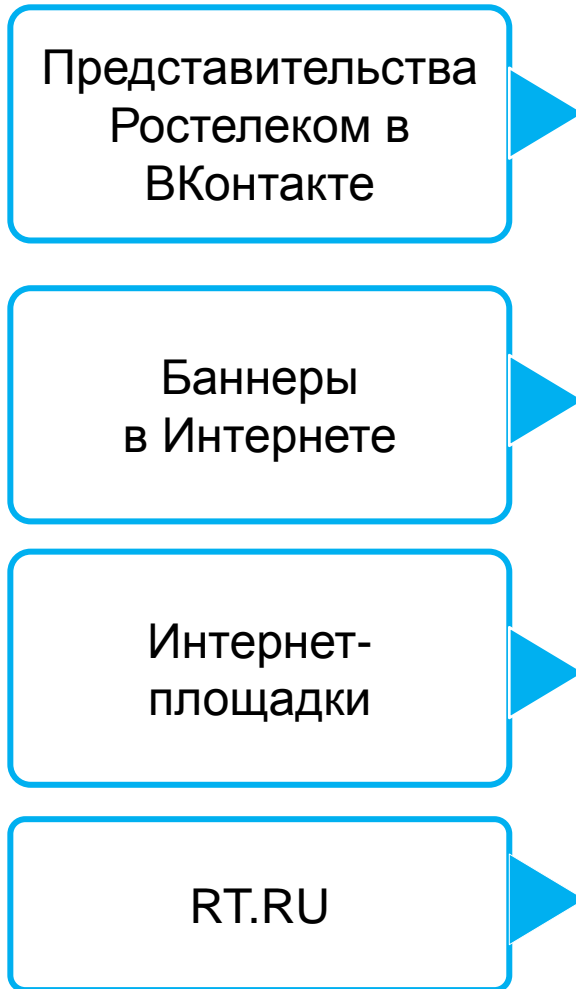 Представительства
Ростелеком в
ВКонтакте
Баннеры
в Интернете
Интернет-
площадки
RT.RU